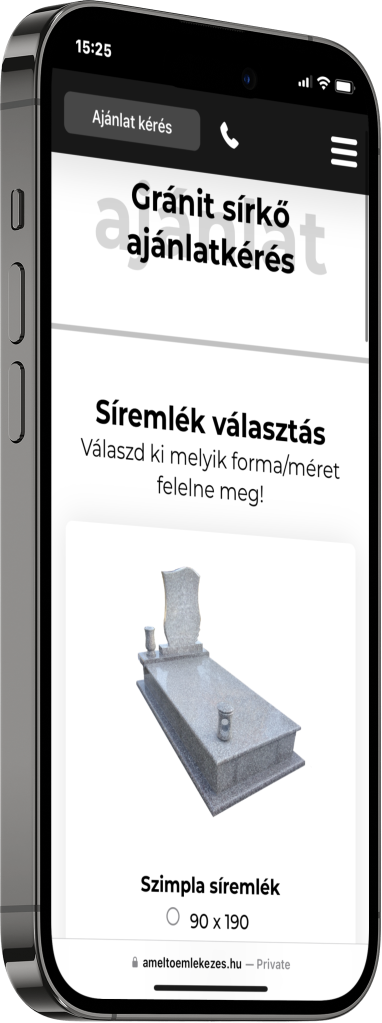 15:25
Ajánlat kérés
ajánlat
Gránit sírkő
ajánlatkérés
Síremlék választás
Válaszd ki melyik forma/méret
felelne meg!
Szimpla síremlék
90 x 190
ameltoemlekezes.hu — Private